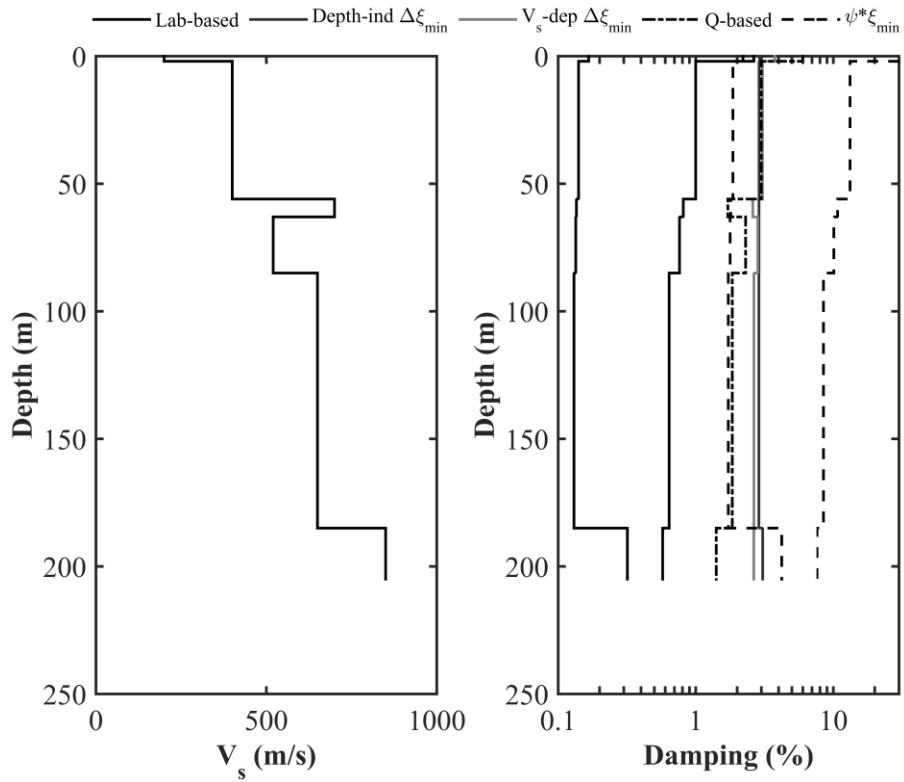 Lab-based Depth-ind Δξmin Vs-dep Δξmin Q-based ψ*ξmin
0
50
100
150
200
250
Depth (m)
0 500 1000
Vs (m/s)
0
50
100
150
200
250
Depth (m)
0.1 1 10
Damping (%)